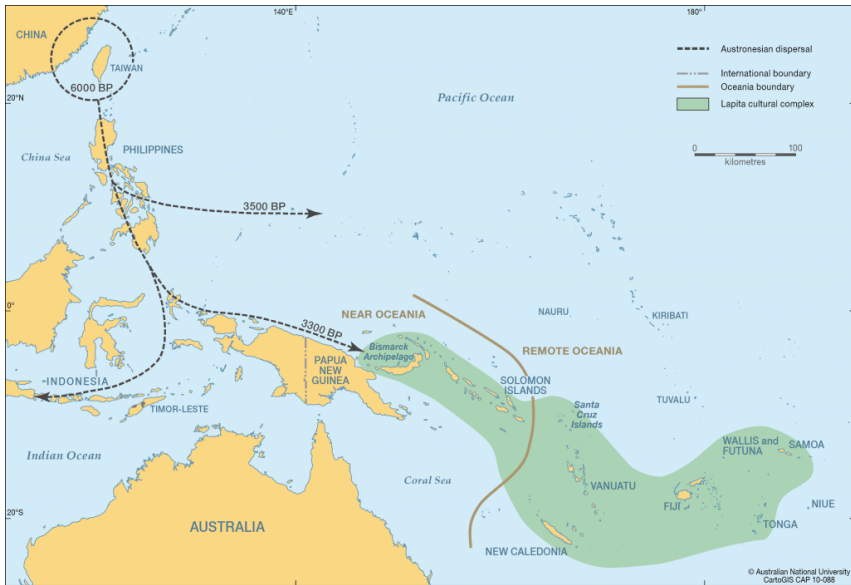 140°E
180°
CHINA
TAIWAN
6000 BP
20°N
Pacific Ocean
Austronesian dispersal
International boundary
Oceania boundary
Lapita cultural complex
0
100
kilometres
China Sea
PHILIPPINES
3500 BP
0°
NEAR OCEANIA
NAURU
KIRIBATI
3300 BP
Bismarck
Archipelago
REMOTE OCEANIA
PAPUA
NEW
GUINEA
INDONESIA
SOLOMON
ISLANDS
TIMOR-LESTE
Santa
Cruz
Islands
TUVALU
Indian Ocean
Coral Sea
WALLIS and
FUTUNA
SAMOA
VANUATU
FIJI
NIUE
20°S
AUSTRALIA
TONGA
NEW CALEDONIA
© Australian National University
CartoGIS CAP 10-088